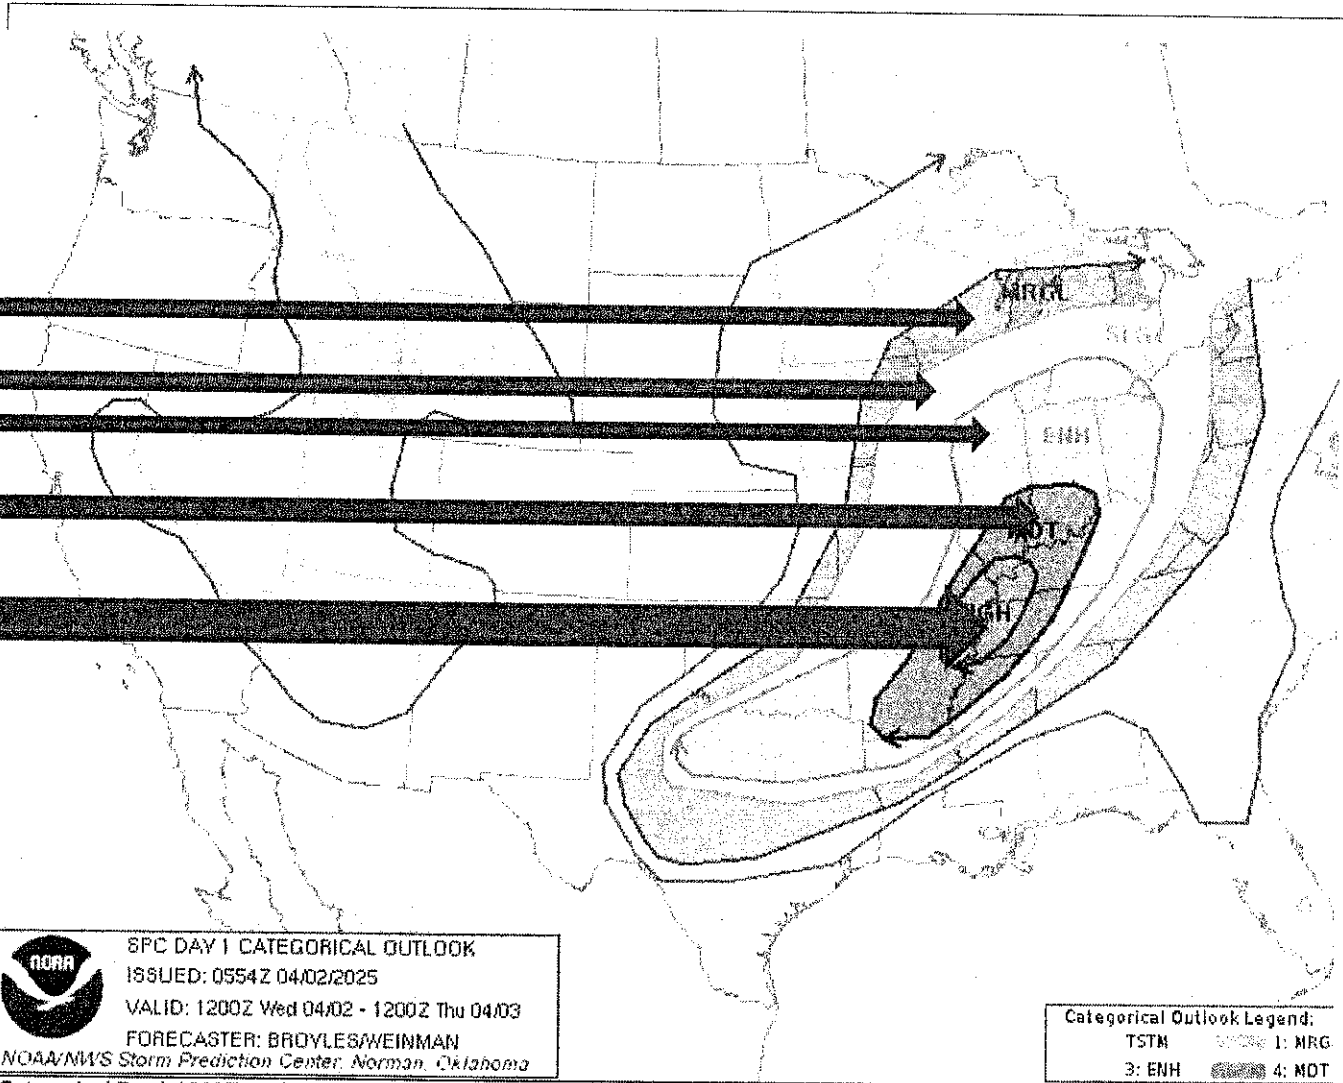 MRGL
SLGT
ENH
MDT
HIGH
NOAA
SPC DAY 1 CATEGORICAL OUTLOOK
ISSUED: 0554Z 04/02/2025
VALID: 1200Z Wed 04/02 - 1200Z Thu 04/03
FORECASTER: BROYLES/WEINMAN
NOAA/NWS Storm Prediction Center, Norman, Oklahoma
Categorical Outlook Legend:
TSTM 1: MRG
3: ENH 4: MDT